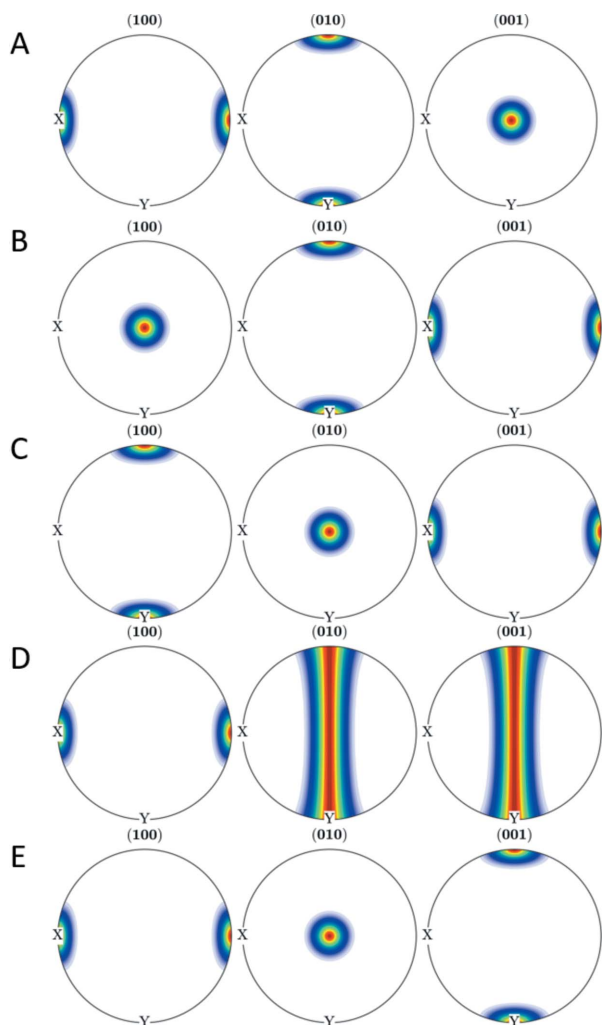 A
(100) (010) (001)
X X X
Y Y Y
B
(100) (010) (001)
X X X
Y Y Y
C
(100) (010) (001)
X X X
Y Y Y
D
(100) (010) (001)
X X X
Y Y Y
E
(100) (010) (001)
X X X
Y Y Y